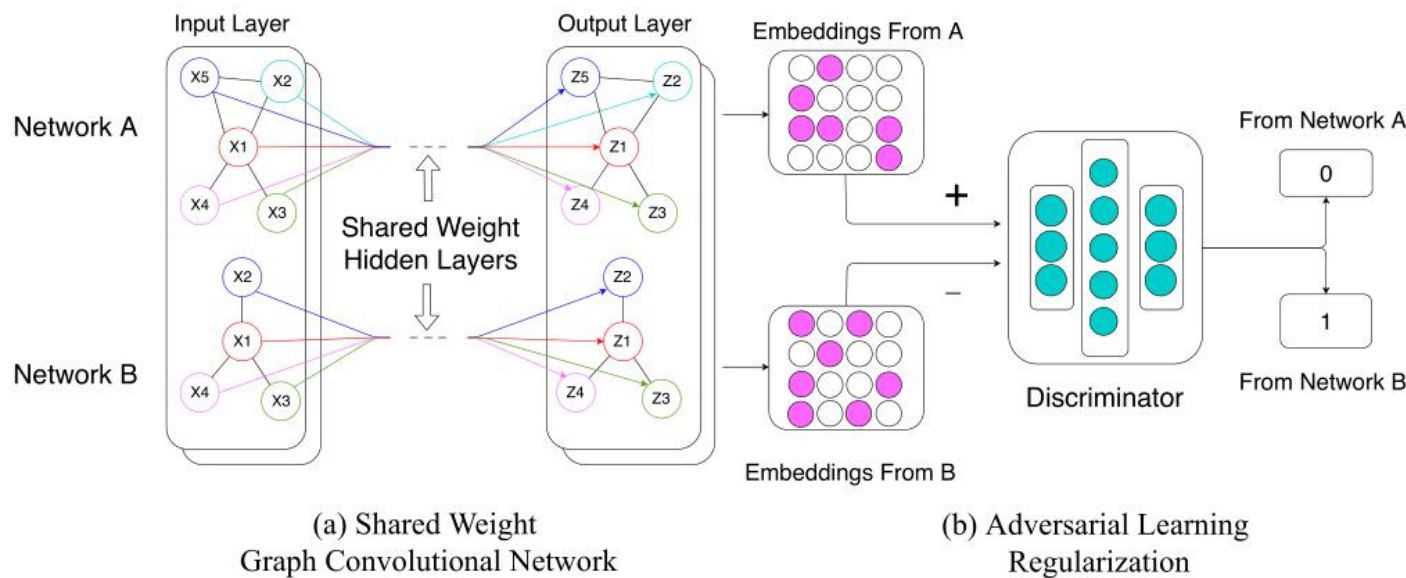 Input Layer
Output Layer
Embeddings From A
X5
X2
Z5
Z2
Network A
X1
Z1
From Network A
0
X4
X3
Z4
Z3
+
Shared Weight
Hidden Layers
X2
Z2
−
X1
Z1
1
Network B
X4
X3
Z4
Z3
From Network B
Discriminator
Embeddings From B
(a) Shared Weight
Graph Convolutional Network
(b) Adversarial Learning
Regularization